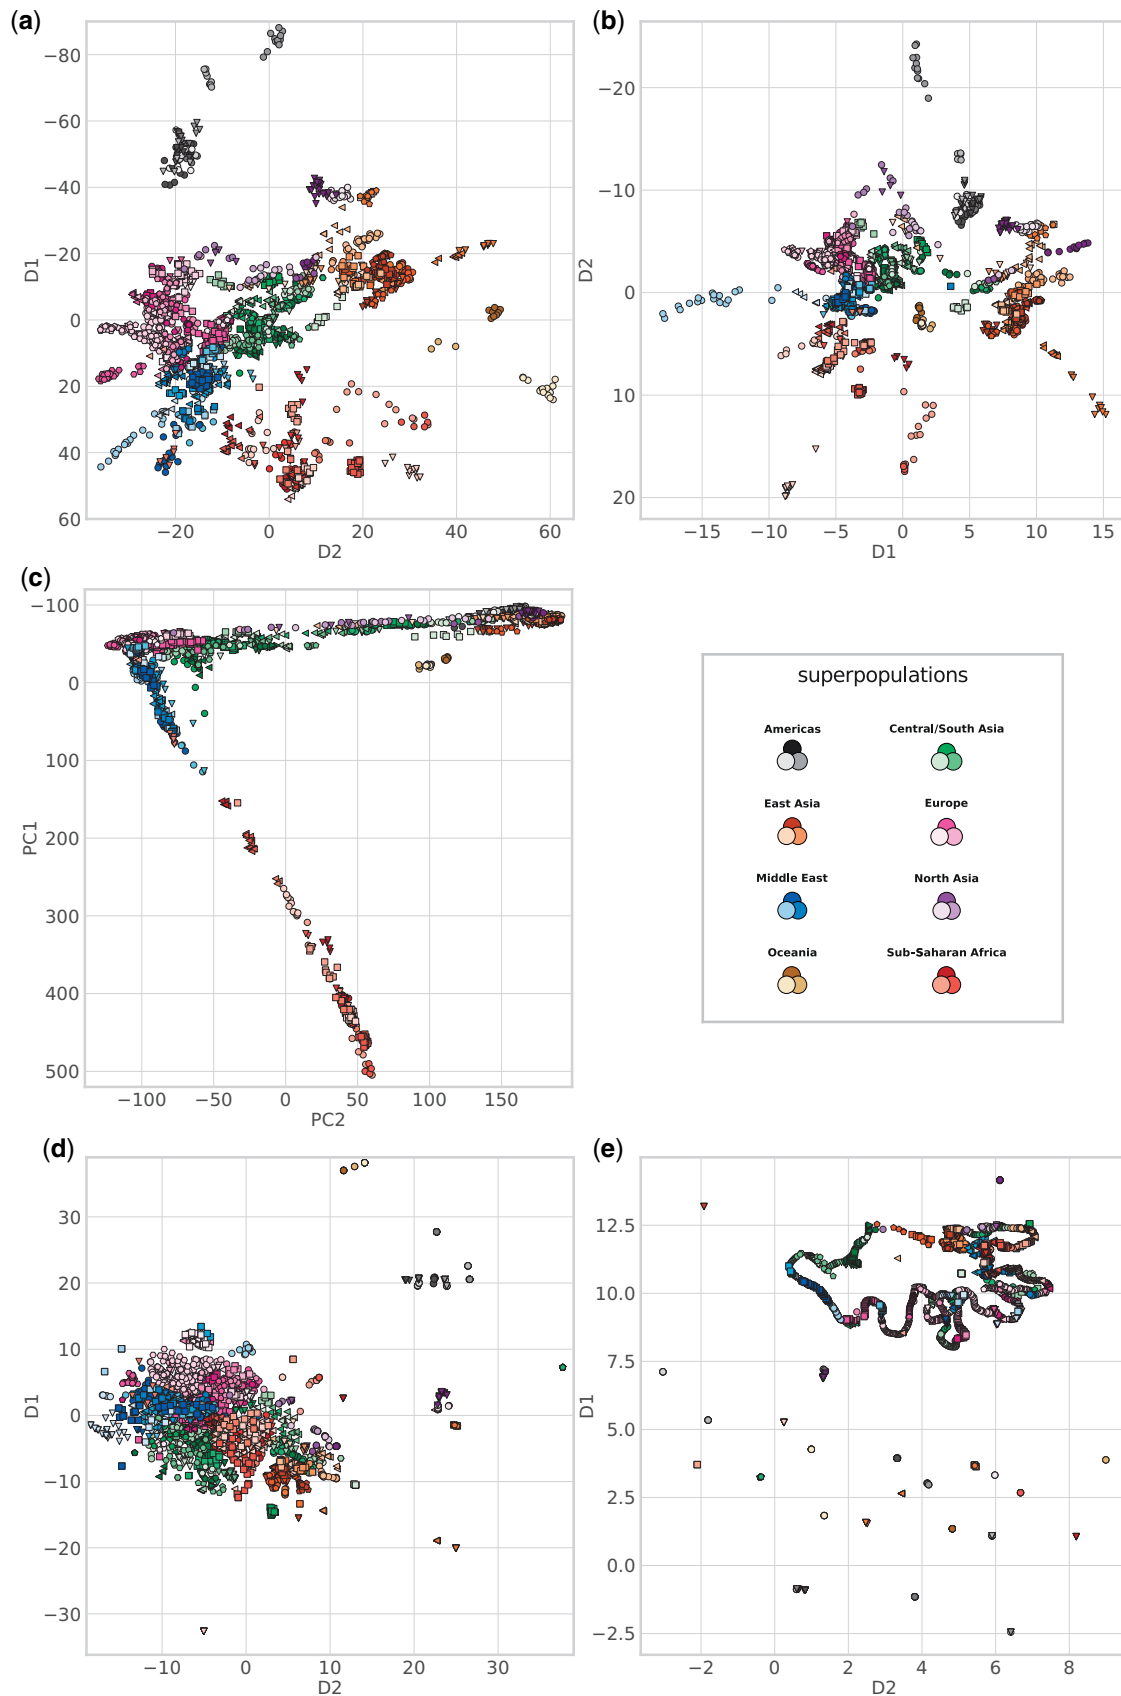 (a)
−80
−60
−40
−20
0
20
40
60
D1
−20 0 20 40 60
D2
(b)
−20
−10
0
10
20
D2
−15 −10 −5 0 5 10 15
D1
(c)
−100
0
100
200
300
400
500
PC1
−100 −50 0 50 100 150
PC2
superpopulations
Americas Central/South Asia
East Asia Europe
Middle East North Asia
Oceania Sub-Saharan Africa
(d)
30
20
10
0
−10
−20
−30
D1
−10 0 10 20 30
D2
(e)
12.5
10.0
7.5
5.0
2.5
0.0
−2.5
D1
−2 0 2 4 6 8
D2